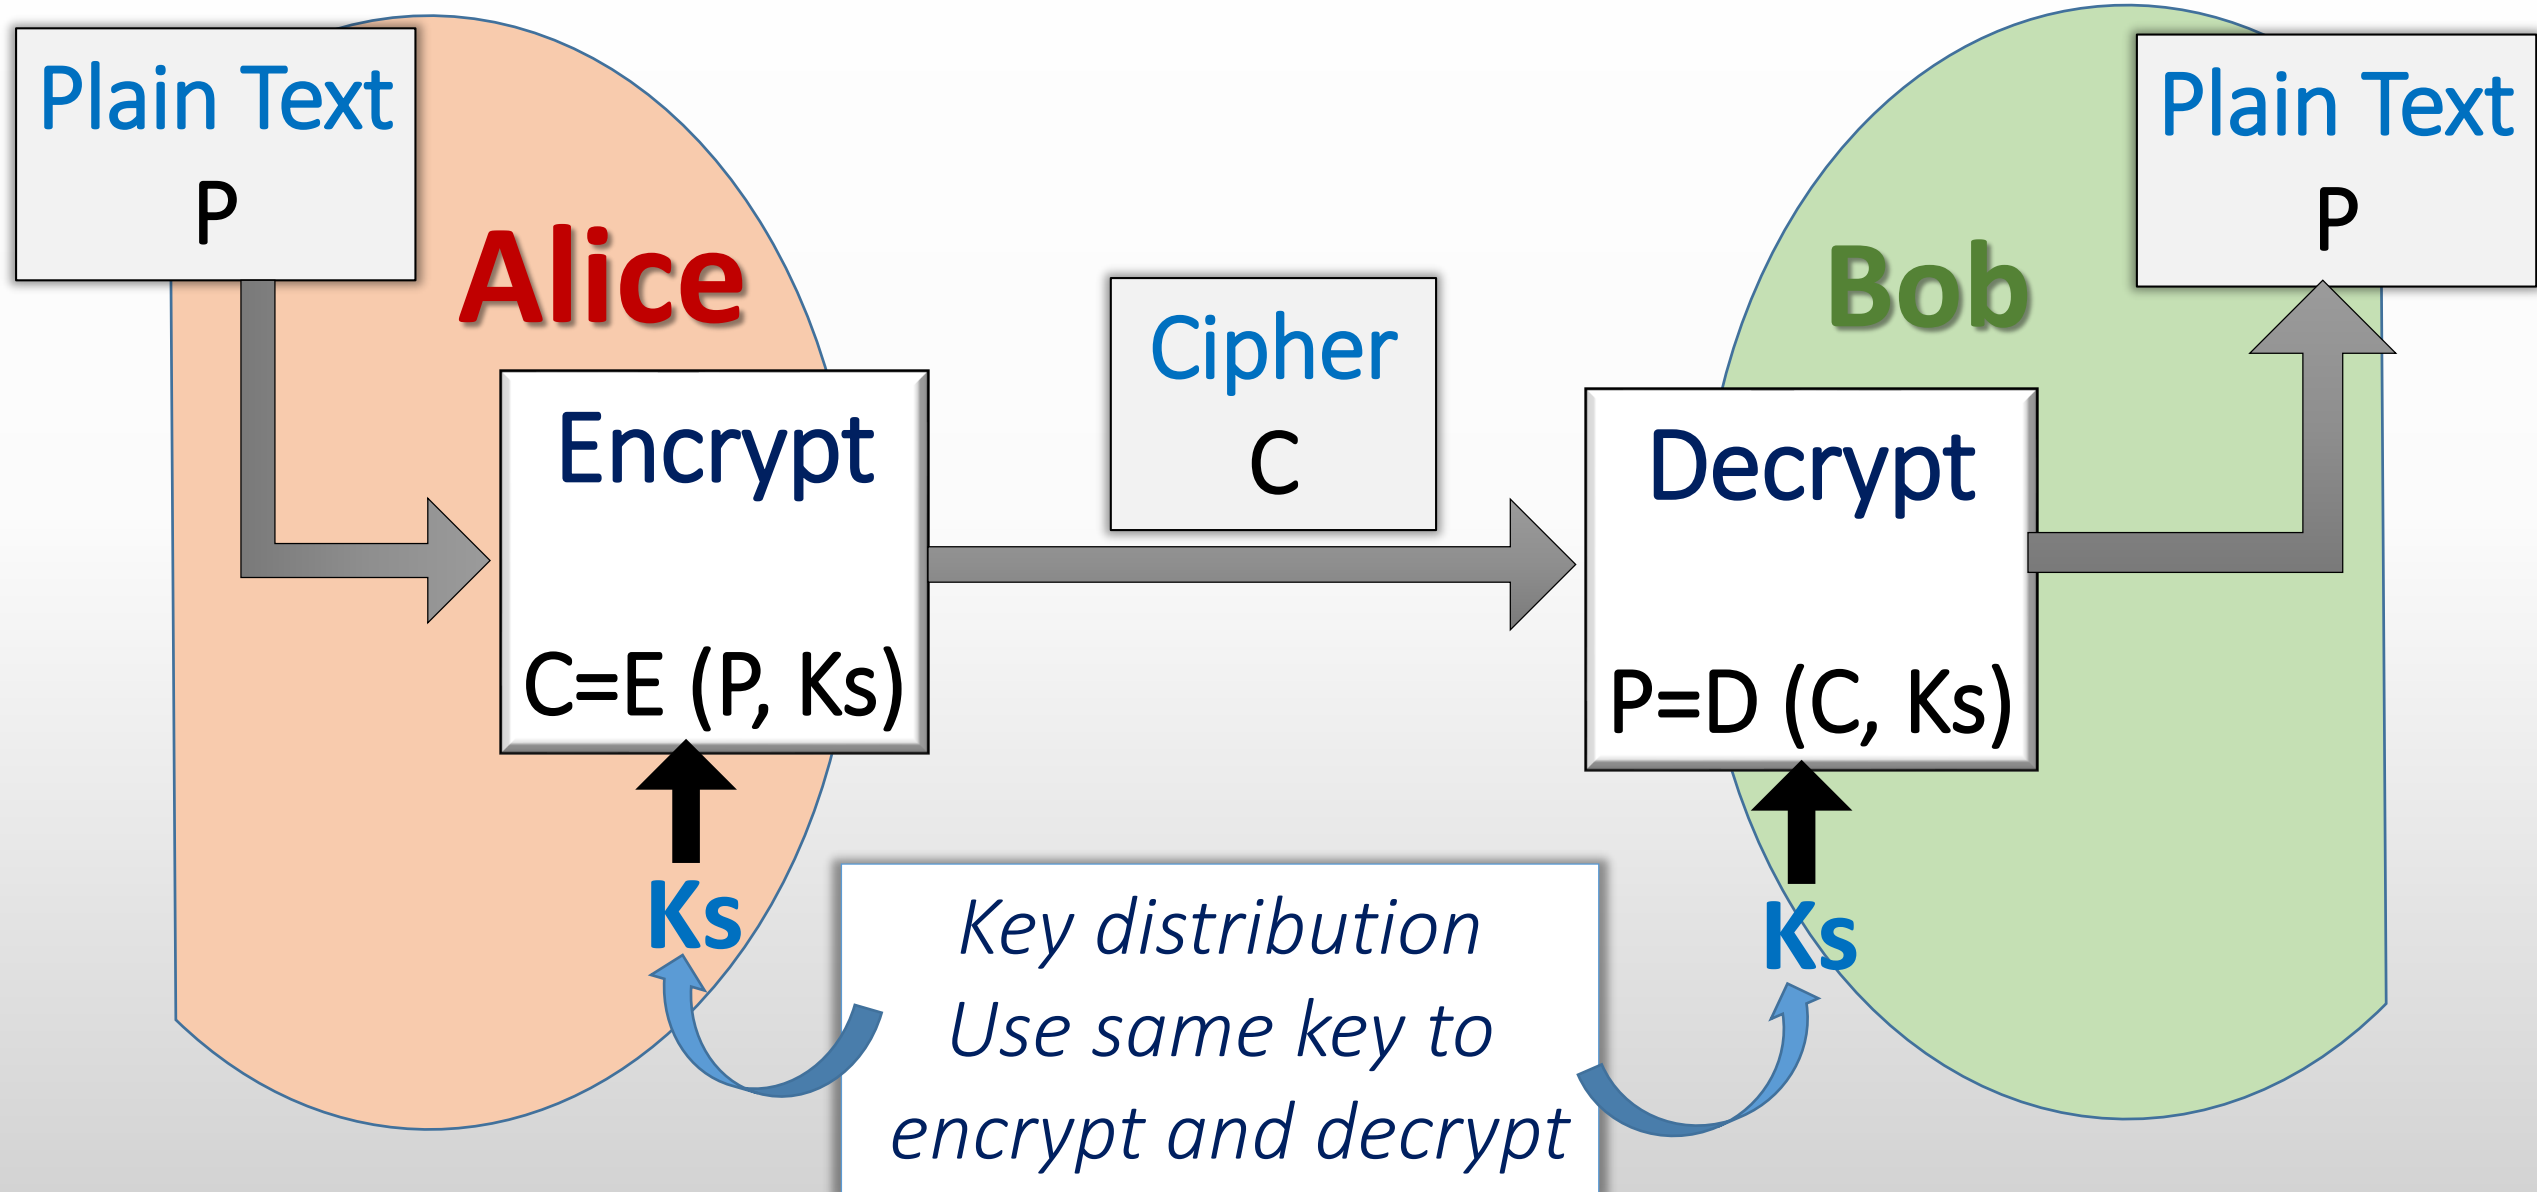 Plain Text
P
Alice
Encrypt
C=E (P, Ks)
Ks
Cipher
C
Key distribution
Use same key to
encrypt and decrypt
Bob
Decrypt
P=D (C, Ks)
Ks
Plain Text
P